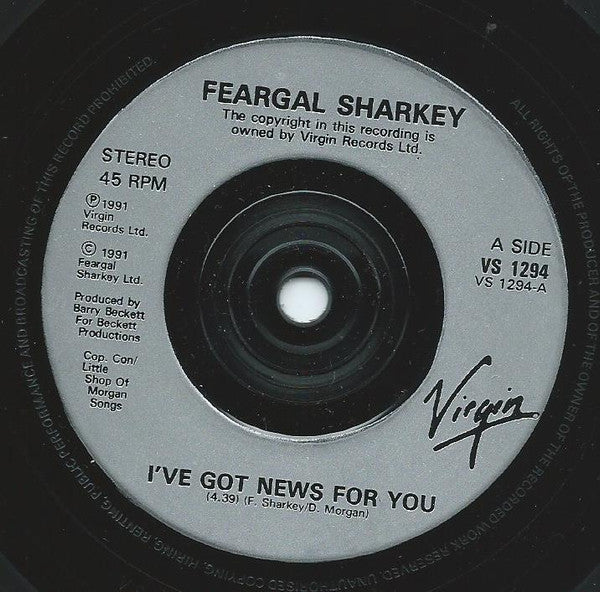 FEARGAL SHARKEY
The copyright in this recording is
owned by Virgin Records Ltd.
STEREO
45 RPM
Ⓟ 1991
Virgin
Records Ltd.
© 1991
Feargal
Sharkey Ltd.
Produced by
Barry Beckett
For Beckett
Productions
Cop. Con/
Little
Shop Of
Morgan
Songs
A SIDE
VS 1294
VS 1294-A
Virgin
I'VE GOT NEWS FOR YOU
(4.39) (F. Sharkey/D. Morgan)
ALL RIGHTS OF THE PRODUCER AND OF THE OWNER OF THE RECORDED WORK RESERVED. UNAUTHORISED COPYING, HIRING, RENTING, PUBLIC PERFORMANCE AND BROADCASTING OF THIS RECORD PROHIBITED.